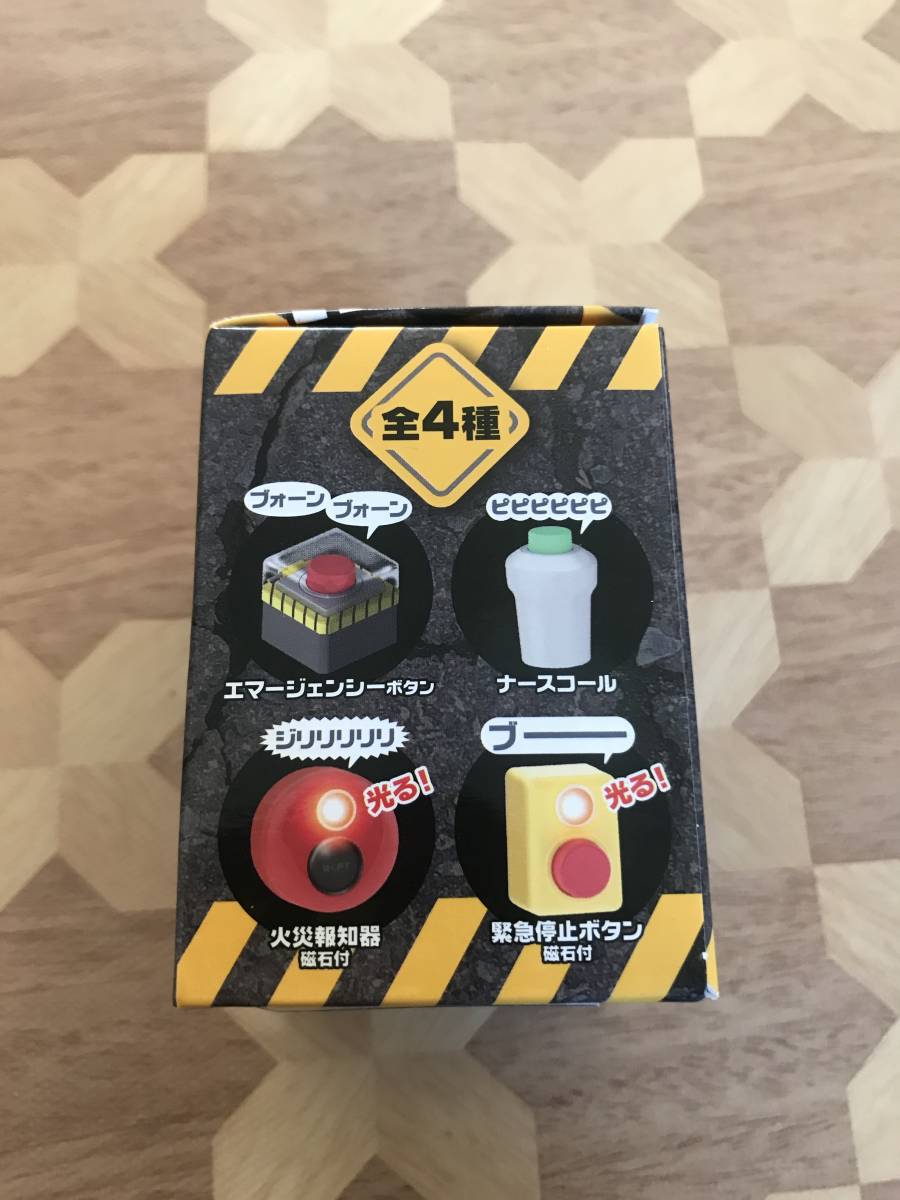 全4種
ブォーン
ブォーン
ピピピピピピ
エマージェンシーボタン
ナースコール
ジリリリリリ
ブーーー
光る!
光る!
火災報知器
磁石付
緊急停止ボタン
磁石付